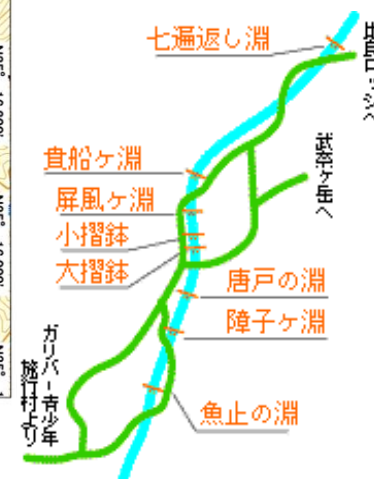 七遍返し淵
武奈ヶ岳へ
貴船ヶ淵
屏風ヶ淵
小摺鉢
大摺鉢
唐戸の淵
障子ヶ淵
魚止の淵
ガリバー青少年
旅行村より